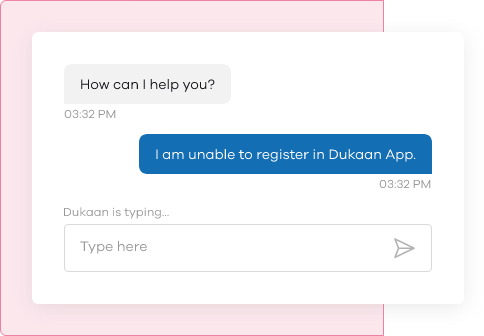 How can I help you?
03:32 PM
I am unable to register in Dukaan App.
03:32 PM
Dukaan is typing...
Type here